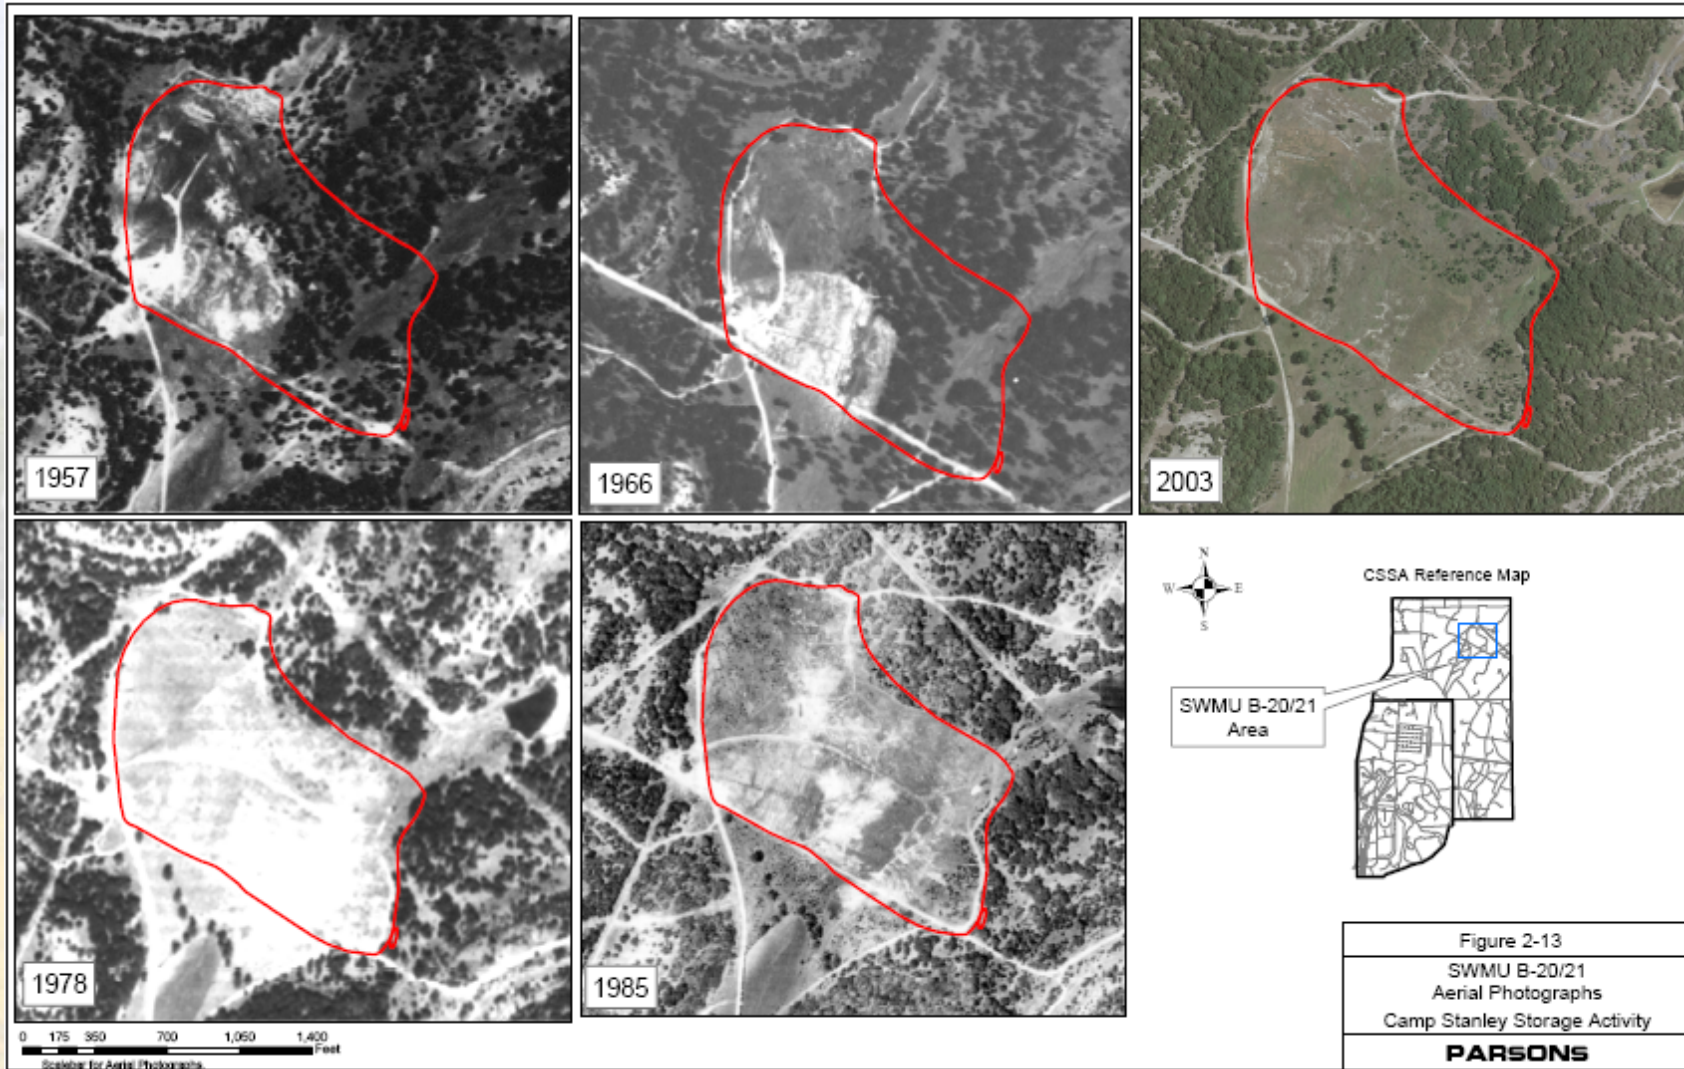 1957
1966
2003
1978
1985
0 175 350 700 1,050 1,400
Feet
Scalebar for Aerial Photographs.
N
W E
S
CSSA Reference Map
SWMU B-20/21
Area
Figure 2-13
SWMU B-20/21
Aerial Photographs
Camp Stanley Storage Activity
PARSONS